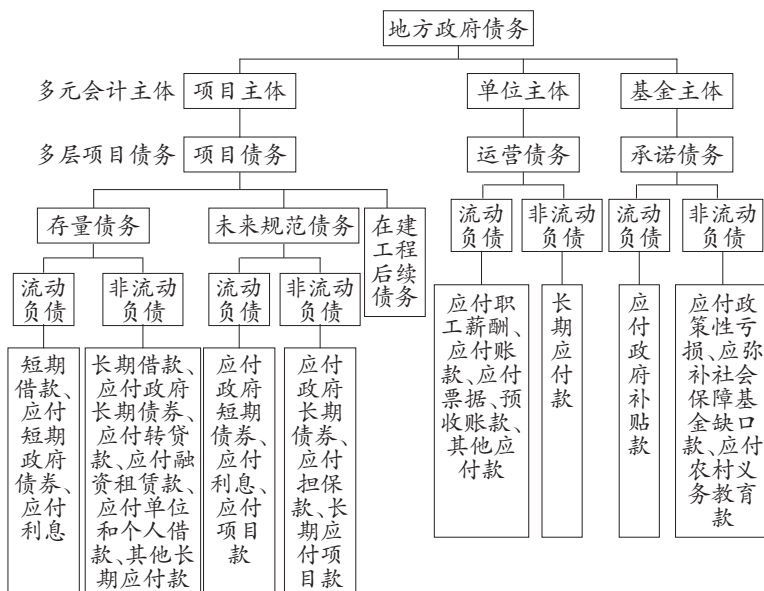 地方政府债务
多元会计主体
项目主体
单位主体
基金主体
多层项目债务
项目债务
运营债务
承诺债务
存量债务
未来规范债务
在建
工程
后续
债务
流动
负债
非流动
负债
流动
负债
非流动
负债
流动
负债
非流动
负债
流动
负债
非流动
负债
短期
借款、
应付
短期
政府
债券、
应付
利息
长期借款、
应付政府
长期债券、
应付转贷
款、应付融
资租赁款、
应付单位
和个人借
款、其他长
期应付款
应付
政府
短期
债券、
应付
利息、
应付
项目
款
应付
政府
长期
债券、
应付
担保
款、长
期应
付项
目款
应付职
工薪酬、
应付账
款、应付
票据、预
收账款、
其他应
付款
长
期
应
付
款
应
付
政
府
补
贴
款
应付政
策性亏
损、应弥
补社会
保障基
金缺口
款、应付
农村义
务教育
款